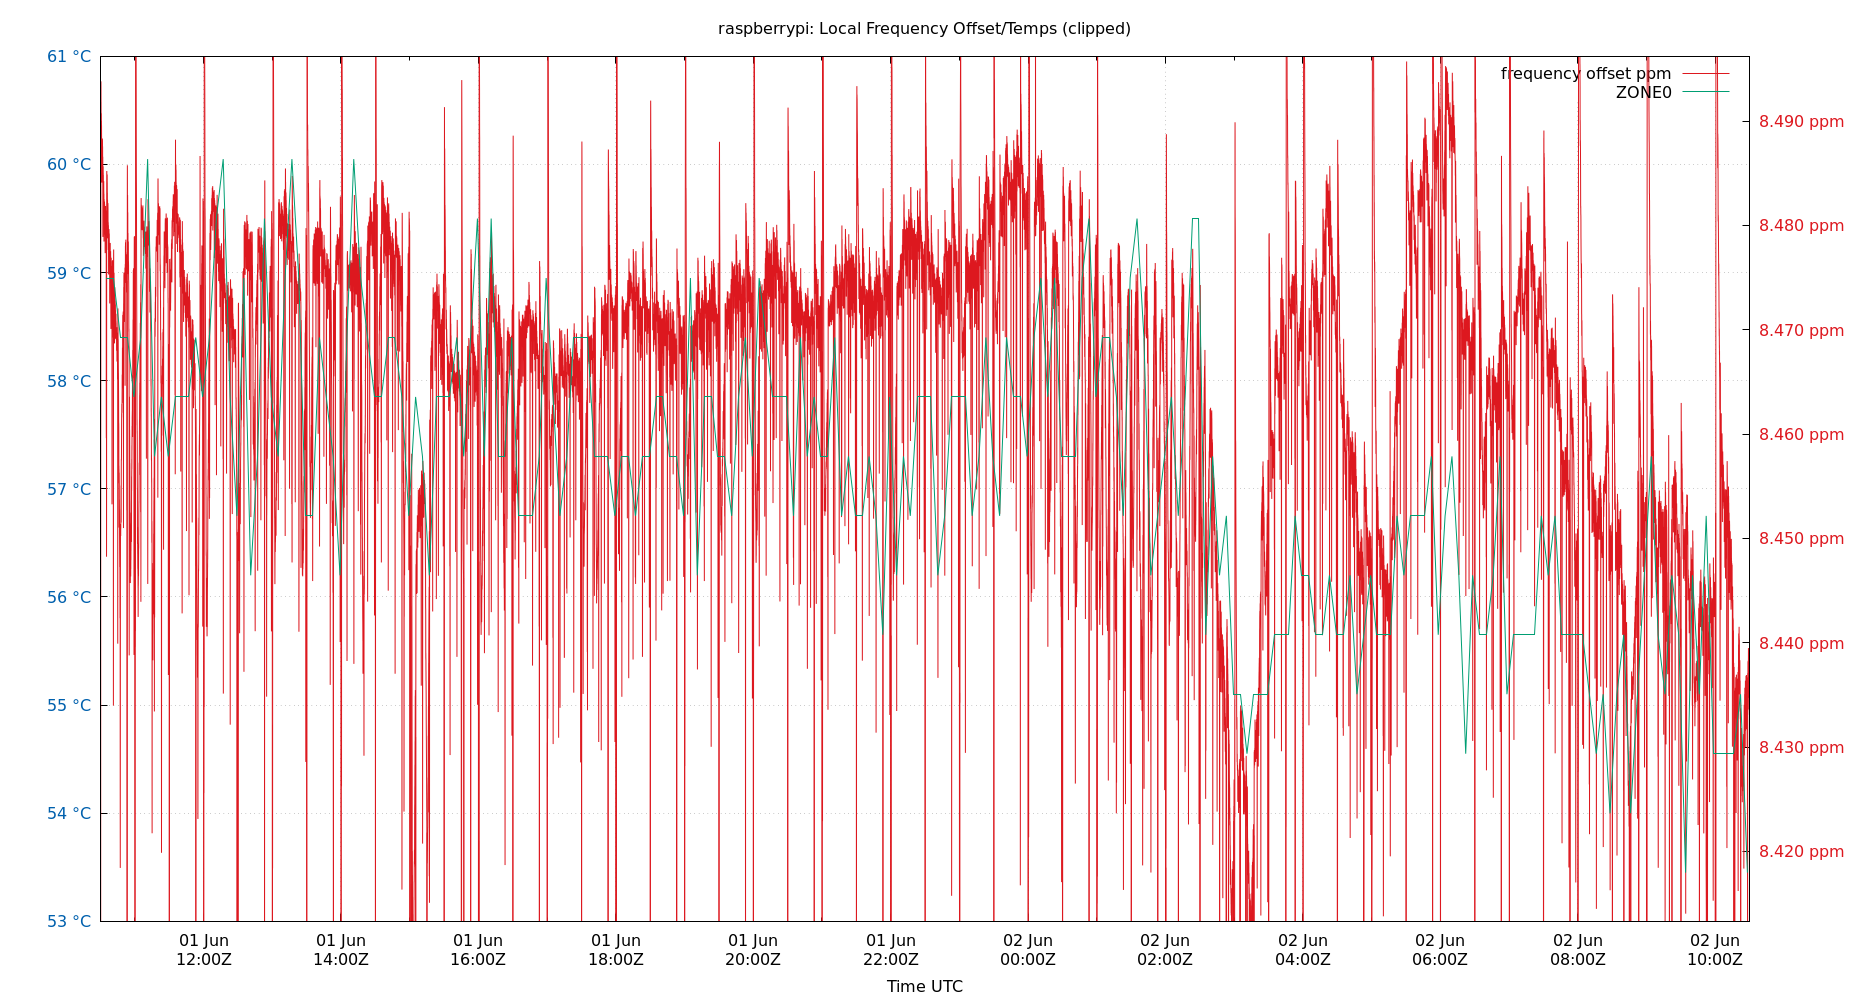 raspberrypi: Local Frequency Offset/Temps (clipped)
61 °C
60 °C
59 °C
58 °C
57 °C
56 °C
55 °C
54 °C
53 °C
frequency offset ppm
ZONE0
8.490 ppm
8.480 ppm
8.470 ppm
8.460 ppm
8.450 ppm
8.440 ppm
8.430 ppm
8.420 ppm
01 Jun 01 Jun 01 Jun 01 Jun 01 Jun 01 Jun 02 Jun 02 Jun 02 Jun 02 Jun 02 Jun 02 Jun
12:00Z 14:00Z 16:00Z 18:00Z 20:00Z 22:00Z 00:00Z 02:00Z 04:00Z 06:00Z 08:00Z 10:00Z
Time UTC